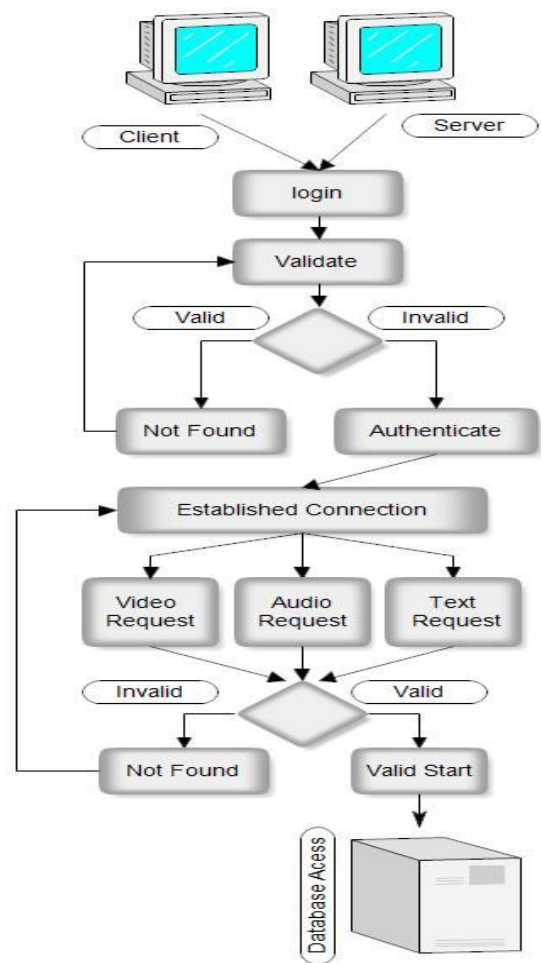 Client
Server
login
Validate
Valid
Invalid
Not Found
Authenticate
Established Connection
Video
Request
Audio
Request
Text
Request
Invalid
Valid
Not Found
Valid Start
Database Acess